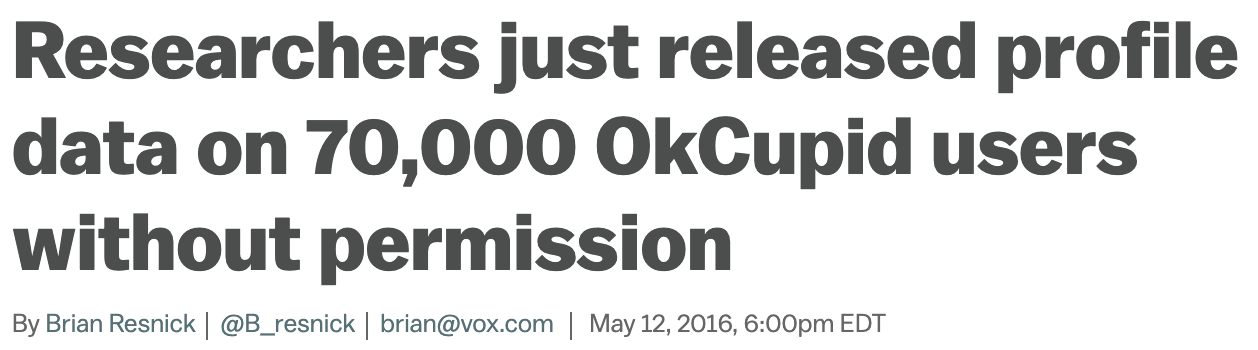 Researchers just released profile
data on 70,000 OkCupid users
without permission
By Brian Resnick | @B_resnick | brian@vox.com | May 12, 2016, 6:00pm EDT